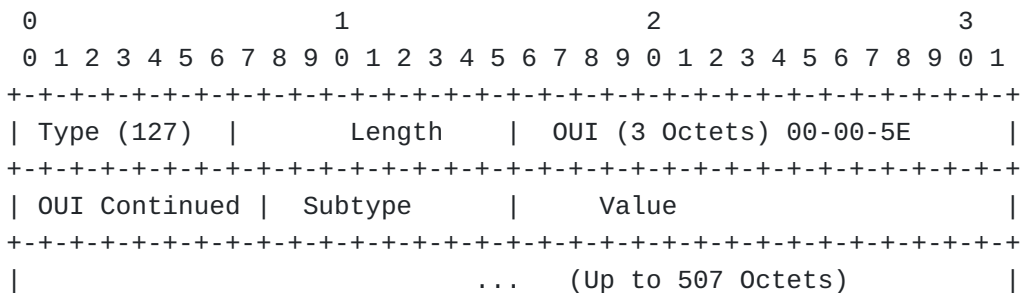 0                   1                   2                   3
 0 1 2 3 4 5 6 7 8 9 0 1 2 3 4 5 6 7 8 9 0 1 2 3 4 5 6 7 8 9 0 1
+-+-+-+-+-+-+-+-+-+-+-+-+-+-+-+-+-+-+-+-+-+-+-+-+-+-+-+-+-+-+-+-+
| Type (127)  |       Length    |  OUI (3 Octets) 00-00-5E      |
+-+-+-+-+-+-+-+-+-+-+-+-+-+-+-+-+-+-+-+-+-+-+-+-+-+-+-+-+-+-+-+-+
| OUI Continued |  Subtype      |     Value                     |
+-+-+-+-+-+-+-+-+-+-+-+-+-+-+-+-+-+-+-+-+-+-+-+-+-+-+-+-+-+-+-+-+
|                             ...   (Up to 507 Octets)          |